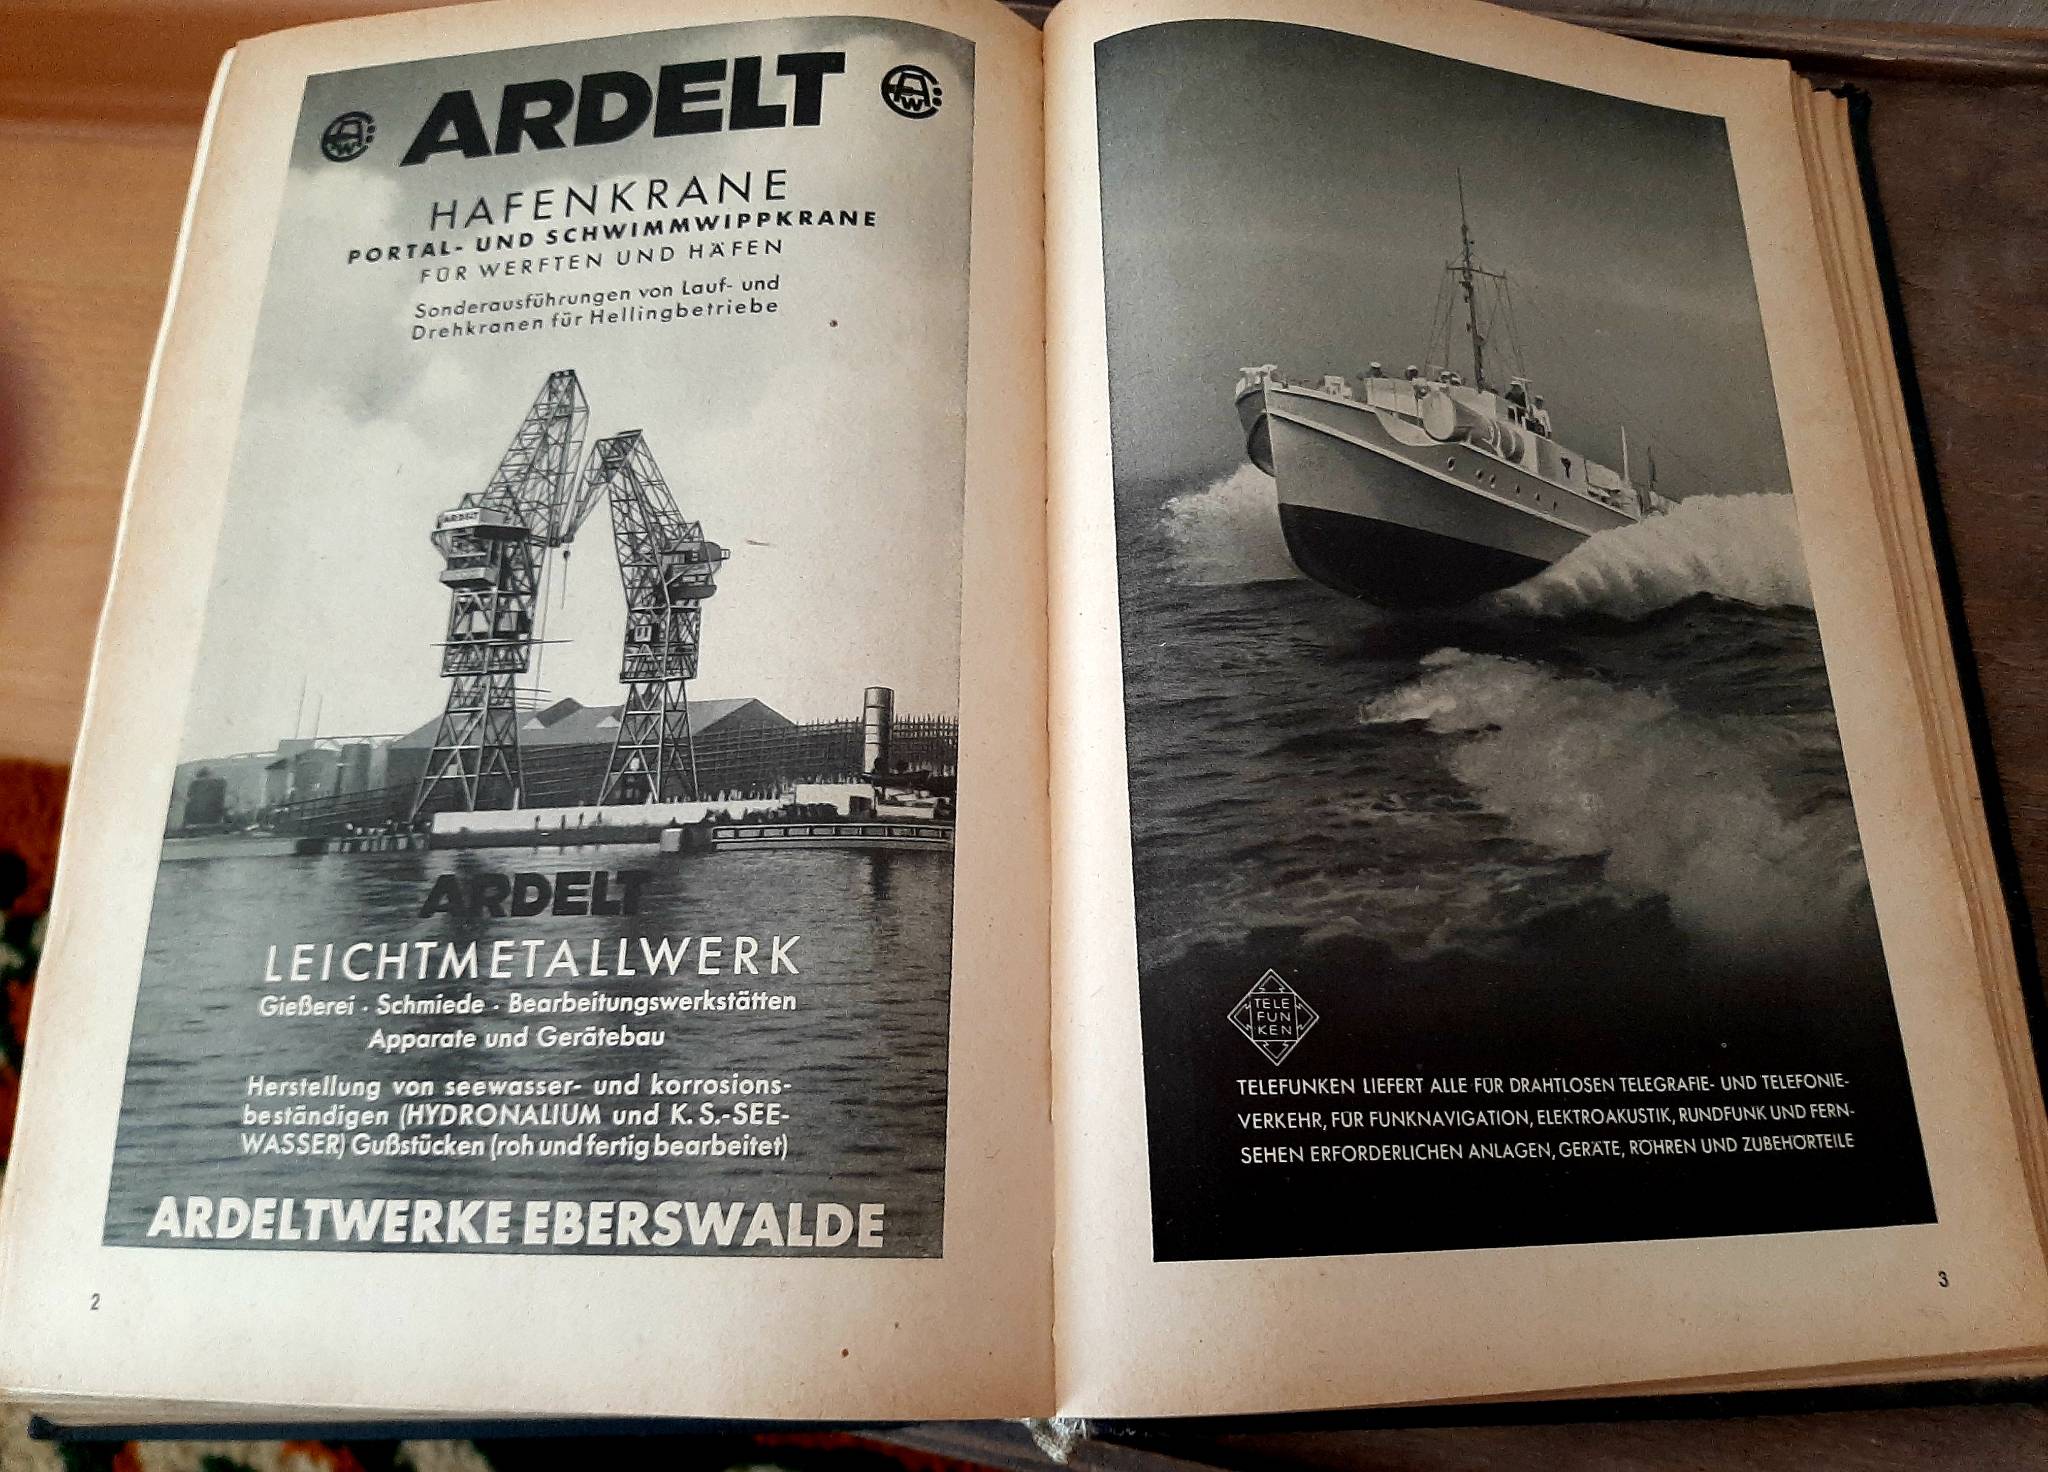 ARDELT
HAFENKRANE
PORTAL- UND SCHWIMMWIPPKRANE
FÜR WERFTEN UND HÄFEN
Sonderausführungen von Lauf- und
Drehkranen für Hellingbetriebe
ARDELT
ARDELT
LEICHTMETALLWERK
Gießerei · Schmiede · Bearbeitungswerkstätten
Apparate und Gerätebau
Herstellung von seewasser- und korrosions-
beständigen (HYDRONALIUM und K. S.-SEE-
WASSER) Gußstücken (roh und fertig bearbeitet)
ARDELTWERKE EBERSWALDE
2
TELE
FUN
KEN
TELEFUNKEN LIEFERT ALLE FÜR DRAHTLOSEN TELEGRAFIE- UND TELEFONIE-
VERKEHR, FÜR FUNKNAVIGATION, ELEKTROAKUSTIK, RUNDFUNK UND FERN-
SEHEN ERFORDERLICHEN ANLAGEN, GERÄTE, RÖHREN UND ZUBEHÖRTEILE
3